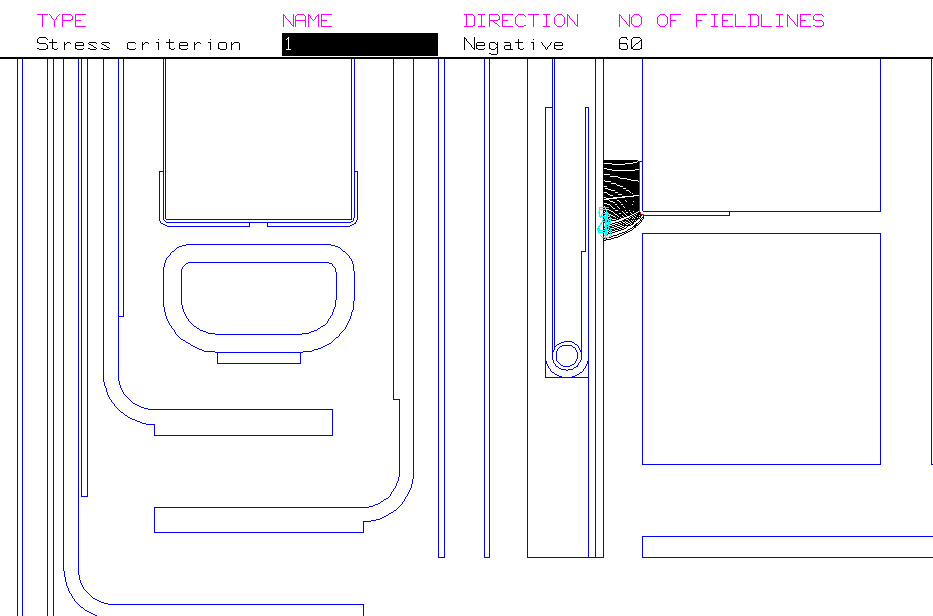 TYPE NAME DIRECTION NO OF FIELDLINES
Stress criterion 1 Negative 60